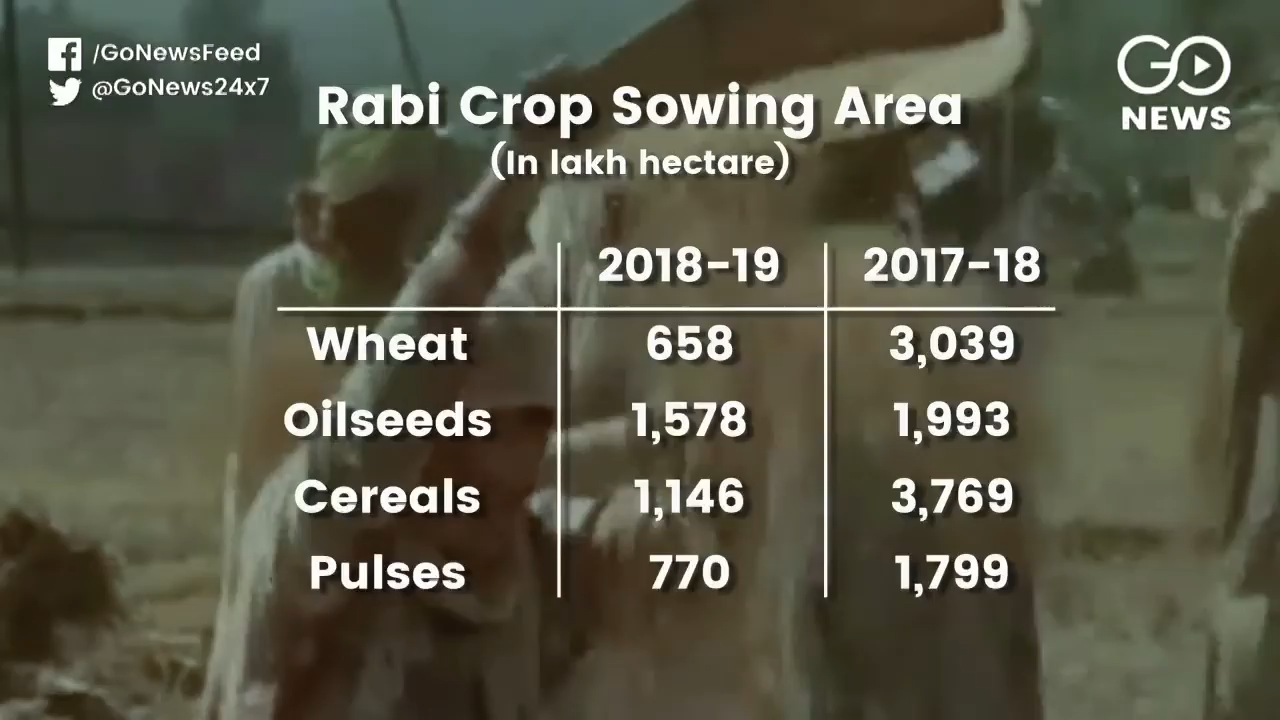 /GoNewsFeed
@GoNews24x7
GO
NEWS
Rabi Crop Sowing Area
(In lakh hectare)
2018-19 2017-18
Wheat 658 3,039
Oilseeds 1,578 1,993
Cereals 1,146 3,769
Pulses 770 1,799